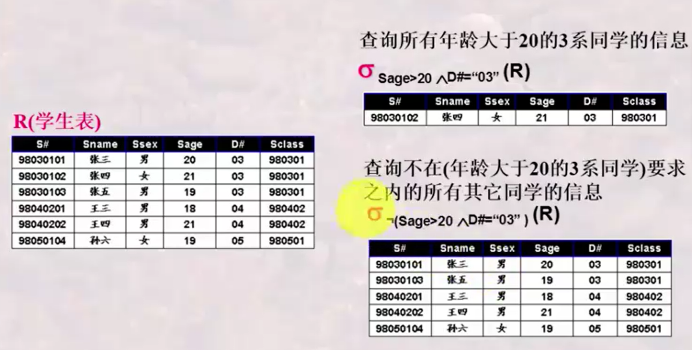 R(学生表)
S# Sname Ssex Sage D# Sclass
98030101 张三 男 20 03 980301
98030102 张四 女 21 03 980301
98030103 张五 男 19 03 980301
98040201 王三 男 18 04 980402
98040202 王四 男 21 04 980402
98050104 孙六 女 19 05 980501
查询所有年龄大于20的3系同学的信息
σ Sage>20 ∧D#=“03” (R)
S# Sname Ssex Sage D# Sclass
98030102 张四 女 21 03 980301
查询不在(年龄大于20的3系同学)要求
之内的所有其它同学的信息
σ ¬(Sage>20 ∧D#=“03” ) (R)
S# Sname Ssex Sage D# Sclass
98030101 张三 男 20 03 980301
98030103 张五 男 19 03 980301
98040201 王三 男 18 04 980402
98040202 王四 男 21 04 980402
98050104 孙六 女 19 05 980501